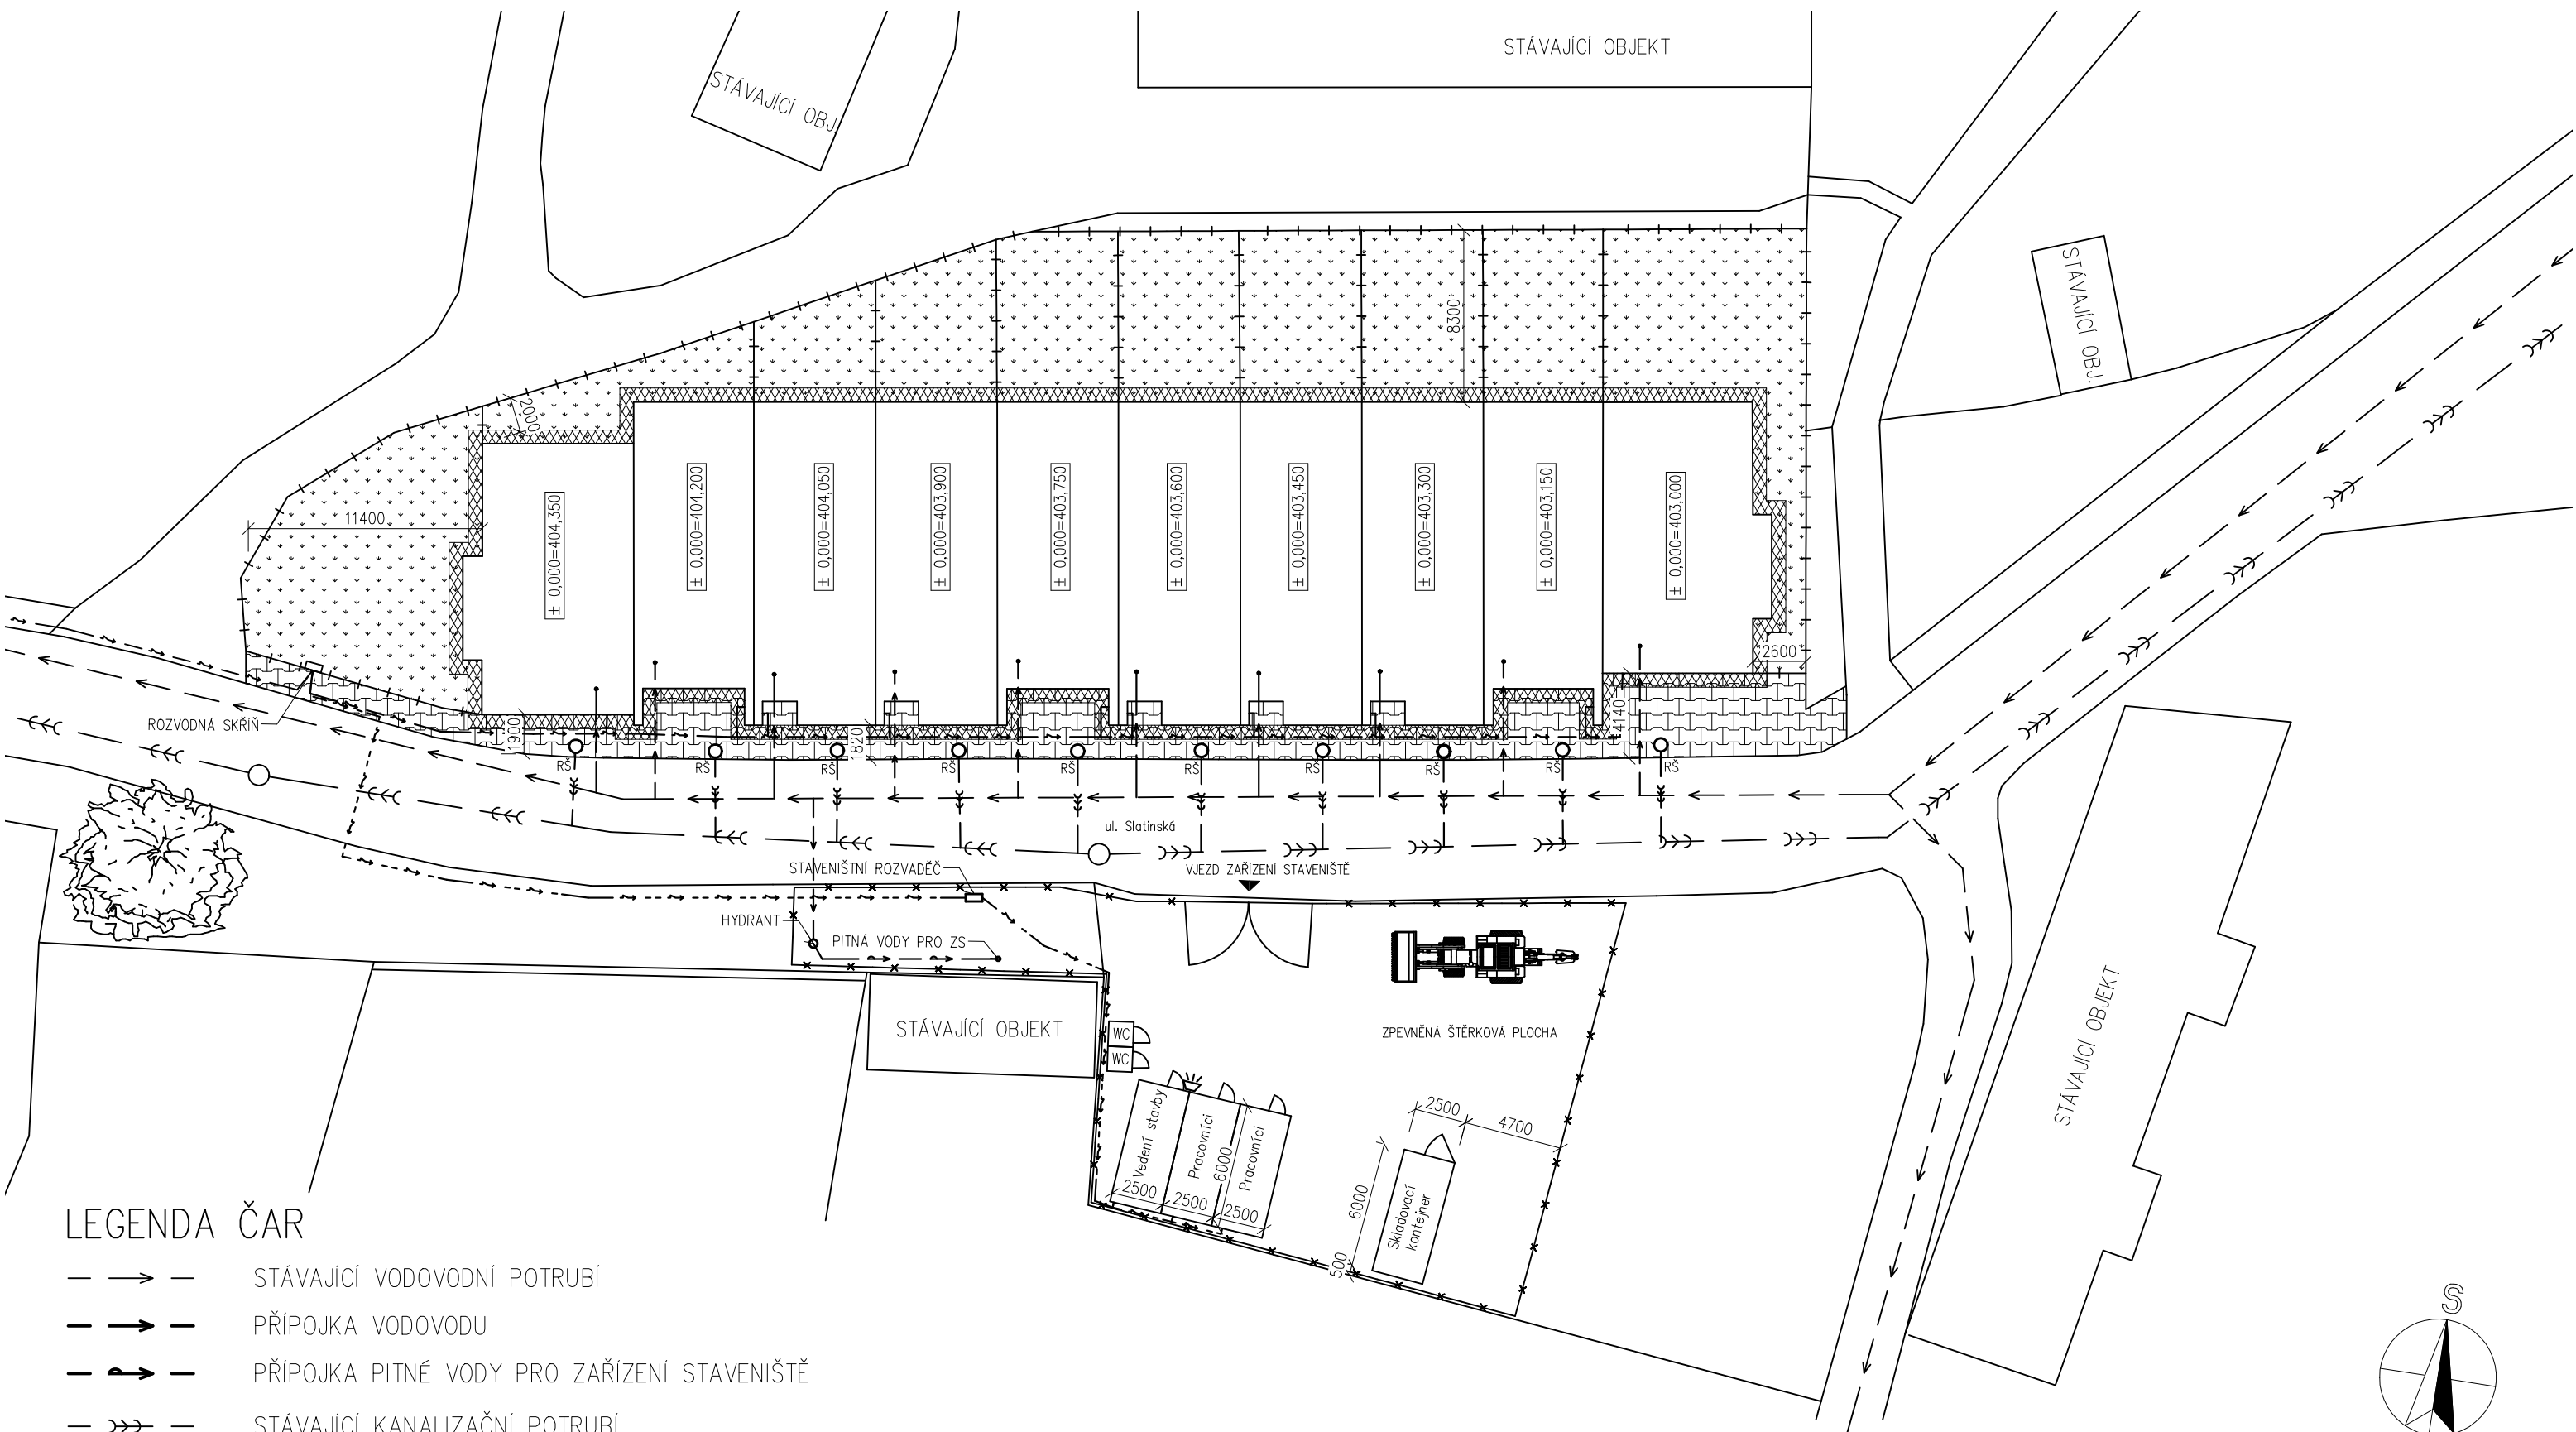 STÁVAJÍCÍ OBJEKT
STÁVAJÍCÍ OBJ.
STÁVAJÍCÍ OBJ.
8300
2000
11400
± 0,000=404,350
± 0,000=404,200
± 0,000=404,050
± 0,000=403,900
± 0,000=403,750
± 0,000=403,600
± 0,000=403,450
± 0,000=403,300
± 0,000=403,150
± 0,000=403,000
2600
4140
1900
1820
ROZVODNÁ SKŘÍŇ
RŠ
RŠ
RŠ
RŠ
RŠ
RŠ
RŠ
RŠ
RŠ
RŠ
ul. Slatinská
STAVENIŠTNÍ ROZVADĚČ
VJEZD ZAŘÍZENÍ STAVENIŠTĚ
HYDRANT
PITNÁ VODY PRO ZS
STÁVAJÍCÍ OBJEKT
WC
WC
ZPEVNĚNÁ ŠTĚRKOVÁ PLOCHA
STÁVAJÍCÍ OBJEKT
Vedení stavby
Pracovníci
6000
Pracovníci
2500
2500
2500
2500
4700
6000
500
Skladovací
kontejner
LEGENDA ČAR
STÁVAJÍCÍ VODOVODNÍ POTRUBÍ
PŘÍPOJKA VODOVODU
PŘÍPOJKA PITNÉ VODY PRO ZAŘÍZENÍ STAVENIŠTĚ
STÁVAJÍCÍ KANALIZAČNÍ POTRUBÍ
S